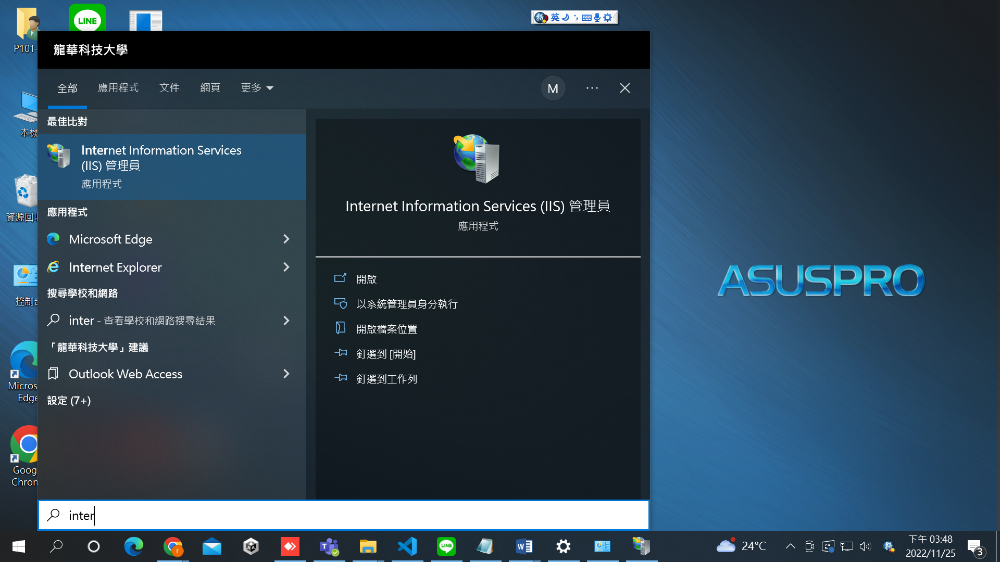 P101-
LINE
英
龍華科技大學
全部
應用程式
文件
網頁
更多
M
最佳比對
Internet Information Services
(IIS) 管理員
應用程式
應用程式
Microsoft Edge
Internet Explorer
搜尋學校和網路
inter - 查看學校和網路搜尋結果
「龍華科技大學」建議
Outlook Web Access
設定 (7+)
Internet Information Services (IIS) 管理員
應用程式
開啟
以系統管理員身分執行
開啟檔案位置
釘選到 [開始]
釘選到工作列
本機
資源回收
控制台
Micros
Edge
Goog
Chrom
ASUSPRO
inter
r
T
LINE
W
24°C
下午 03:48
2022/11/25
3